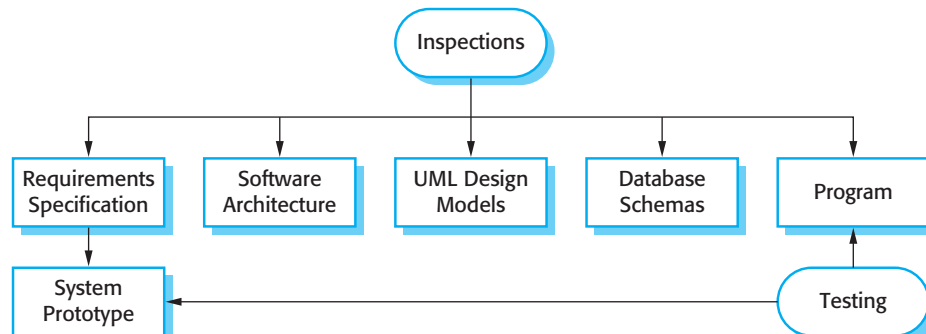 Inspections
Requirements
Specification
Software
Architecture
UML Design
Models
Database
Schemas
Program
System
Prototype
Testing